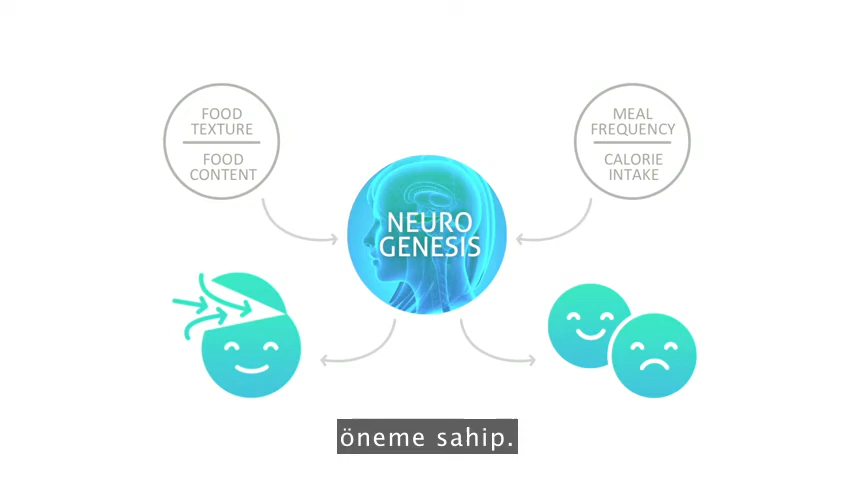 FOOD
TEXTURE
FOOD
CONTENT
MEAL
FREQUENCY
CALORIE
INTAKE
NEURO
GENESIS
öneme sahip.